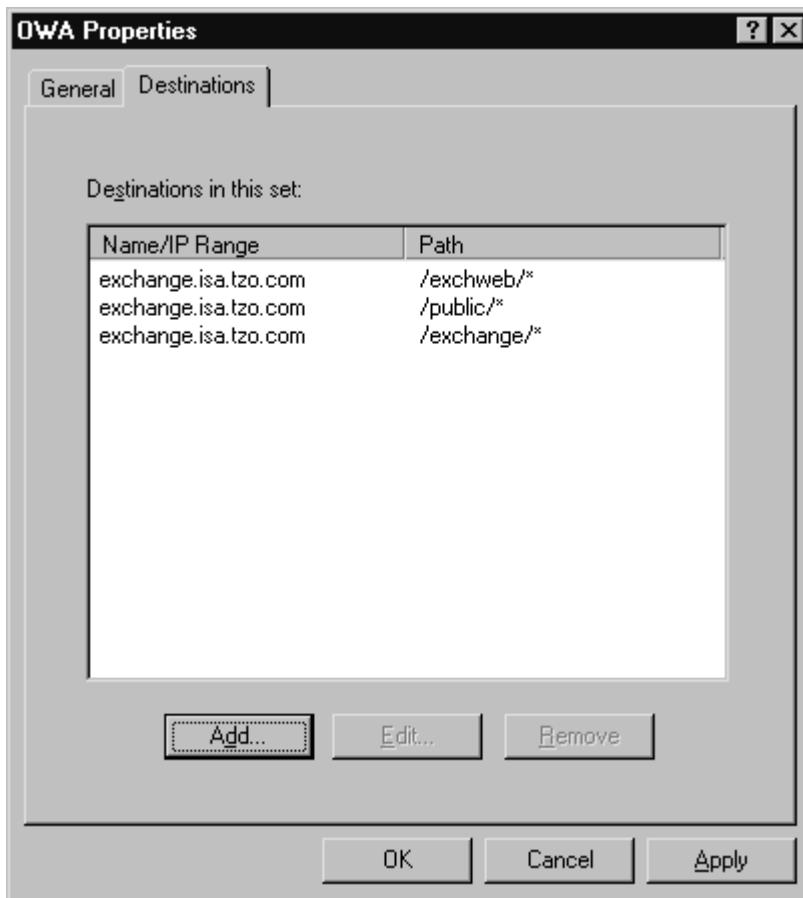 OWA Properties
General Destinations
Destinations in this set:
Name/IP Range Path
exchange.isa.tzo.com /exchweb/*
exchange.isa.tzo.com /public/*
exchange.isa.tzo.com /exchange/*
Add... Edit... Remove
OK Cancel Apply